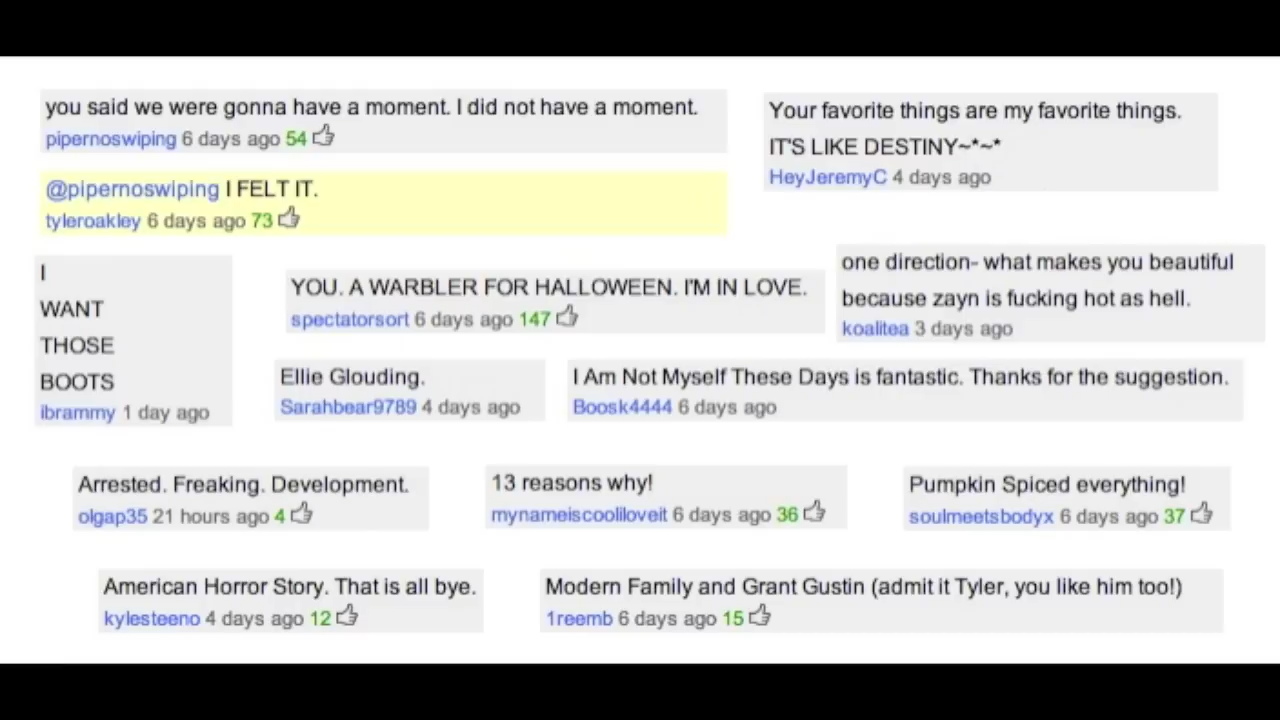 you said we were gonna have a moment. I did not have a moment.
pipernoswiping 6 days ago 54
@pipernoswiping I FELT IT.
tyleroakley 6 days ago 73
Your favorite things are my favorite things.
IT'S LIKE DESTINY~*~*
HeyJeremyC 4 days ago
I
WANT
THOSE
BOOTS
ibrammy 1 day ago
YOU. A WARBLER FOR HALLOWEEN. I'M IN LOVE.
spectatorsort 6 days ago 147
one direction- what makes you beautiful
because zayn is fucking hot as hell.
koalitea 3 days ago
Ellie Glouding.
Sarahbear9789 4 days ago
I Am Not Myself These Days is fantastic. Thanks for the suggestion.
Boosk4444 6 days ago
Arrested. Freaking. Development.
olgap35 21 hours ago 4
13 reasons why!
mynameiscooliloveit 6 days ago 36
Pumpkin Spiced everything!
soulmeetsbodyx 6 days ago 37
American Horror Story. That is all bye.
kylesteeno 4 days ago 12
Modern Family and Grant Gustin (admit it Tyler, you like him too!)
1reemb 6 days ago 15